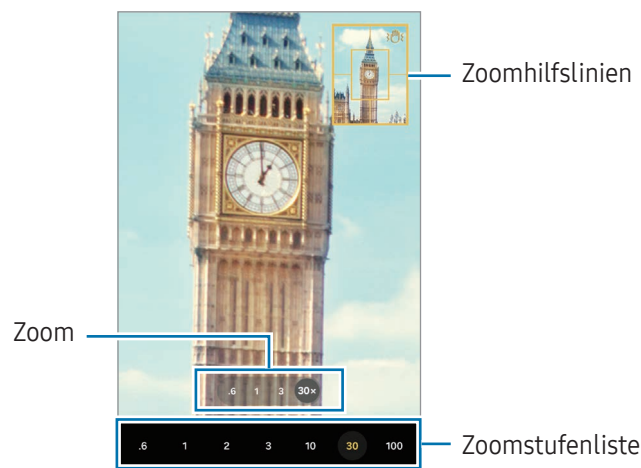 Zoomhilfslinien
Zoom
.6 1 3 30×
.6 1 2 3 10 30 100
Zoomstufenliste